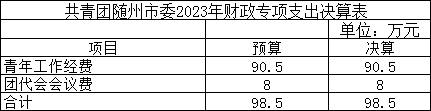 共青团随州市委2023年财政专项支出决算表
单位：万元
项目 预算 决算
青年工作经费 90.5 90.5
团代会会议费 8 8
合计 98.5 98.5